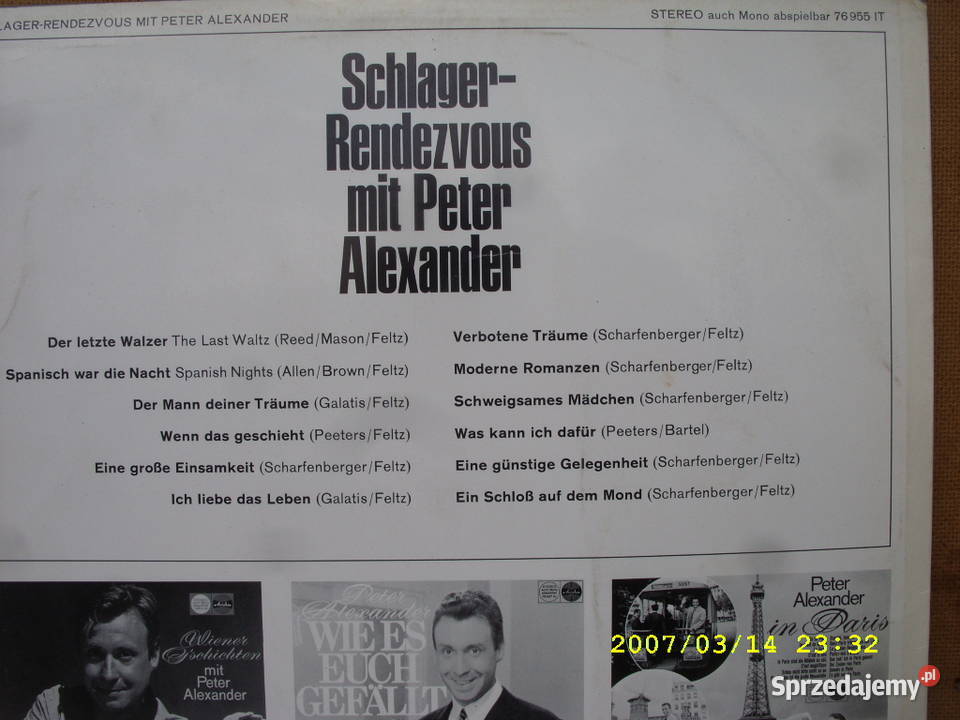 LAGER-RENDEZVOUS MIT PETER ALEXANDER
STEREO auch Mono abspielbar 76955 IT
Schlager-
Rendezvous
mit Peter
Alexander
Der letzte Walzer The Last Waltz (Reed/Mason/Feltz)
Spanisch war die Nacht Spanish Nights (Allen/Brown/Feltz)
Der Mann deiner Träume (Galatis/Feltz)
Wenn das geschieht (Peeters/Feltz)
Eine große Einsamkeit (Scharfenberger/Feltz)
Ich liebe das Leben (Galatis/Feltz)
Verbotene Träume (Scharfenberger/Feltz)
Moderne Romanzen (Scharfenberger/Feltz)
Schweigsames Mädchen (Scharfenberger/Feltz)
Was kann ich dafür (Peeters/Bartel)
Eine günstige Gelegenheit (Scharfenberger/Feltz)
Ein Schloß auf dem Mond (Scharfenberger/Feltz)
Wiener
G'schichten
mit
Peter
Alexander
Peter
Alexander
WIE ES
EUCH
GEFÄLLT
Peter
Alexander
in Paris
2007/03/14 23:32
Sprzedajemy.pl